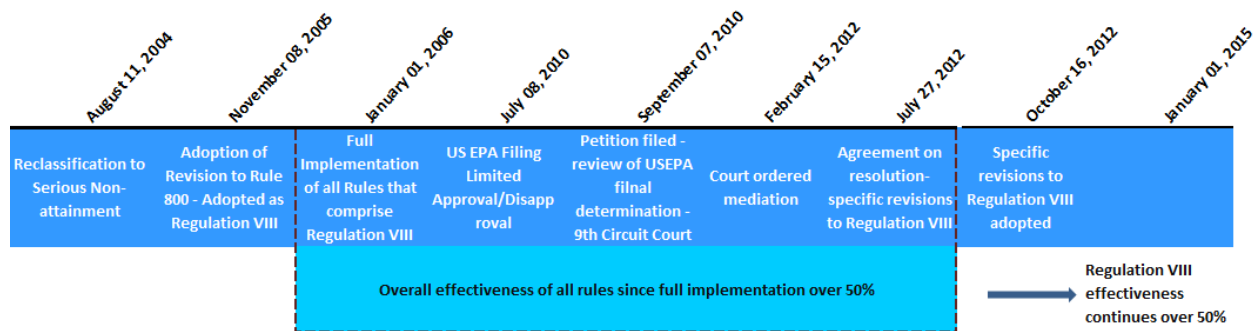 August 11, 2004
November 08, 2005
January 01, 2006
July 08, 2010
September 07, 2010
February 15, 2012
July 27, 2012
October 16, 2012
January 01, 2015
Reclassification to
Serious Non-
attainment
Adoption of
Revision to Rule
800 - Adopted as
Regulation VIII
Full
Implementation
of all Rules that
comprise
Regulation VIII
US EPA Filing
Limited
Approval/Disapp
roval
Petition filed -
review of USEPA
filnal
determination -
9th Circuit Court
Court ordered
mediation
Agreement on
resolution-
specific revisions
to Regulation VIII
Specific
revisions to
Regulation VIII
adopted
Overall effectiveness of all rules since full implementation over 50%
Regulation VIII
effectiveness
continues over 50%